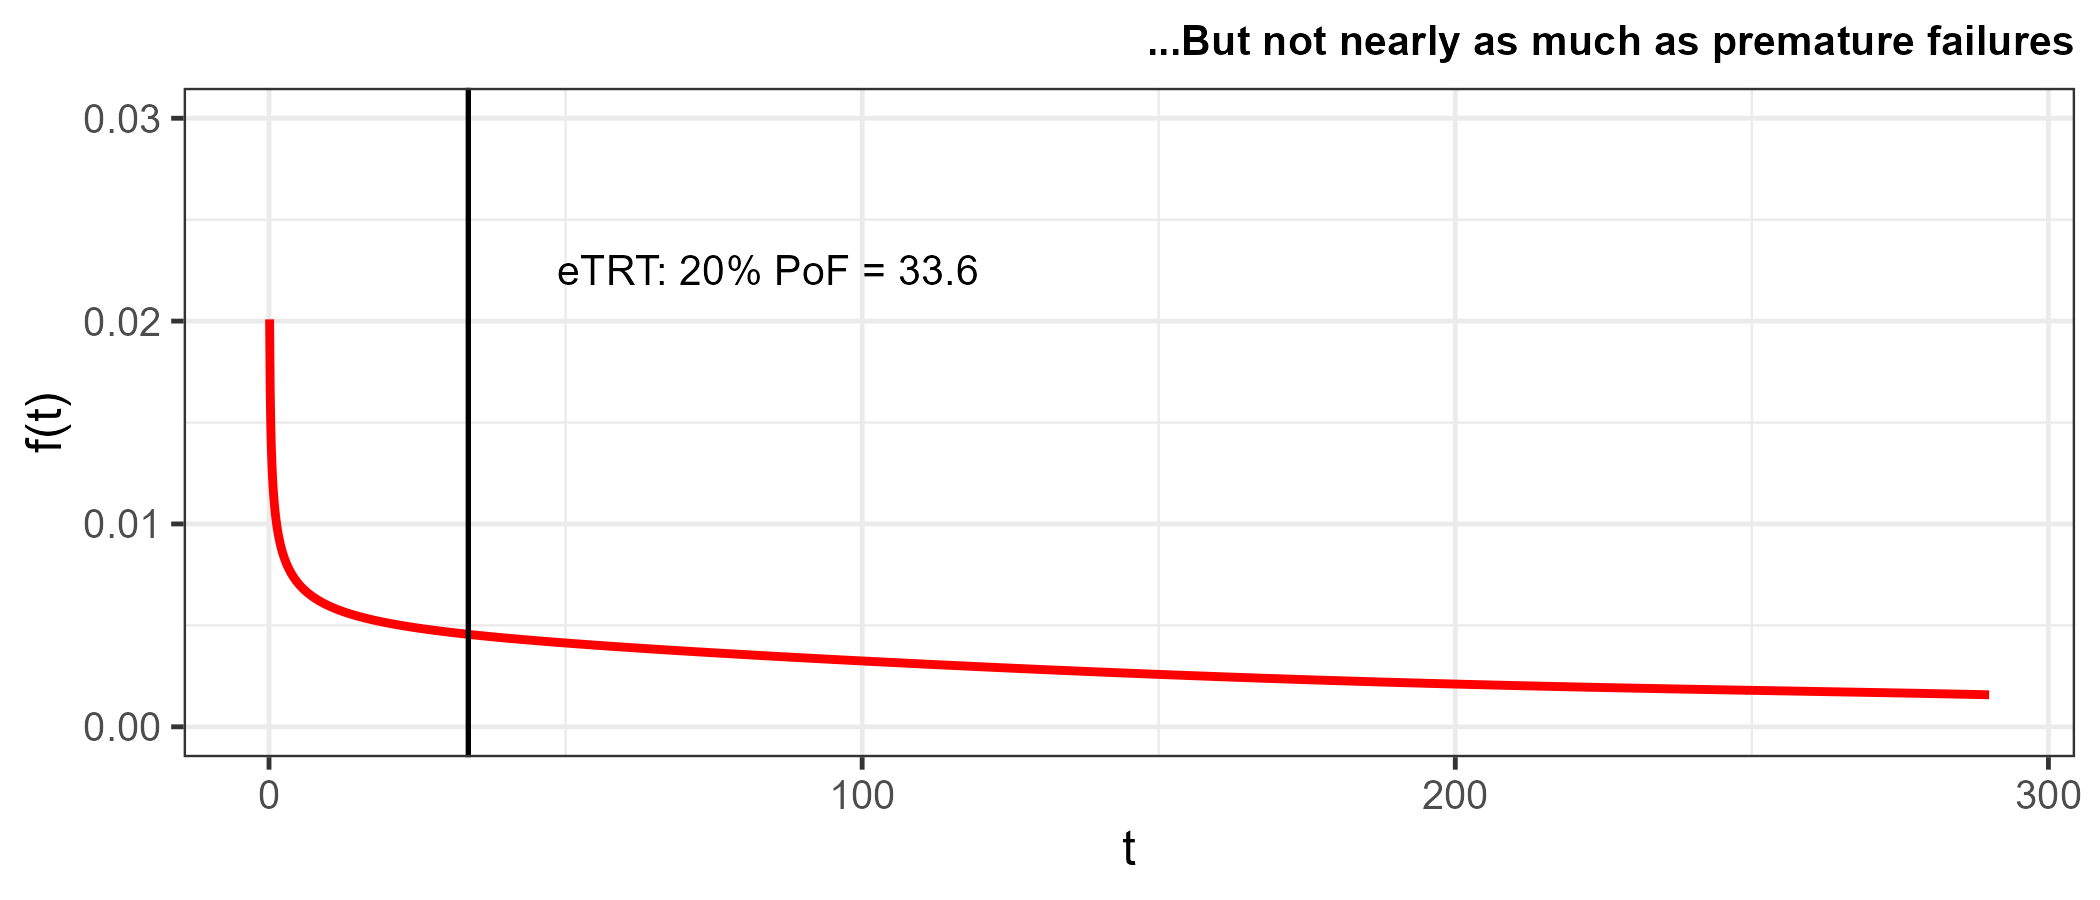 ...But not nearly as much as premature failures
0.03
0.02
0.01
0.00
f(t)
eTRT: 20% PoF = 33.6
0 100 200 300
t